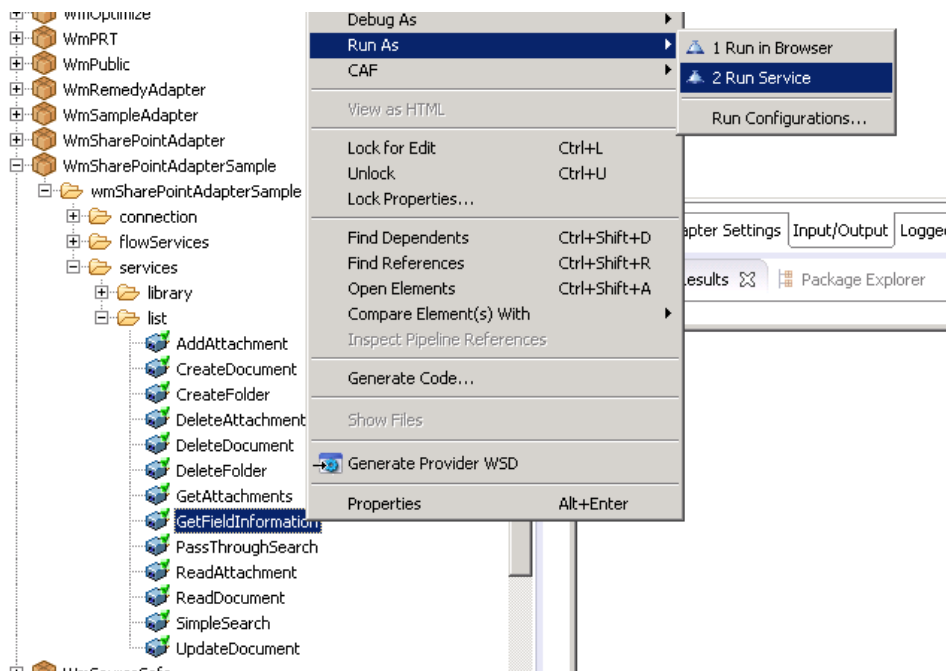 WmOptimize
WmPRT
WmPublic
WmRemedyAdapter
WmSampleAdapter
WmSharePointAdapter
WmSharePointAdapterSample
wmSharePointAdapterSample
connection
flowServices
services
library
list
AddAttachment
CreateDocument
CreateFolder
DeleteAttachment
DeleteDocument
DeleteFolder
GetAttachments
GetFieldInformation
PassThroughSearch
ReadAttachment
ReadDocument
SimpleSearch
UpdateDocument
Debug As
Run As
CAF
View as HTML
Lock for Edit Ctrl+L
Unlock Ctrl+U
Lock Properties...
Find Dependents Ctrl+Shift+D
Find References Ctrl+Shift+R
Open Elements Ctrl+Shift+A
Compare Element(s) With
Inspect Pipeline References
Generate Code...
Show Files
Generate Provider WSD
Properties Alt+Enter
1 Run in Browser
2 Run Service
Run Configurations...
apter Settings Input/Output Logge
esults Package Explorer